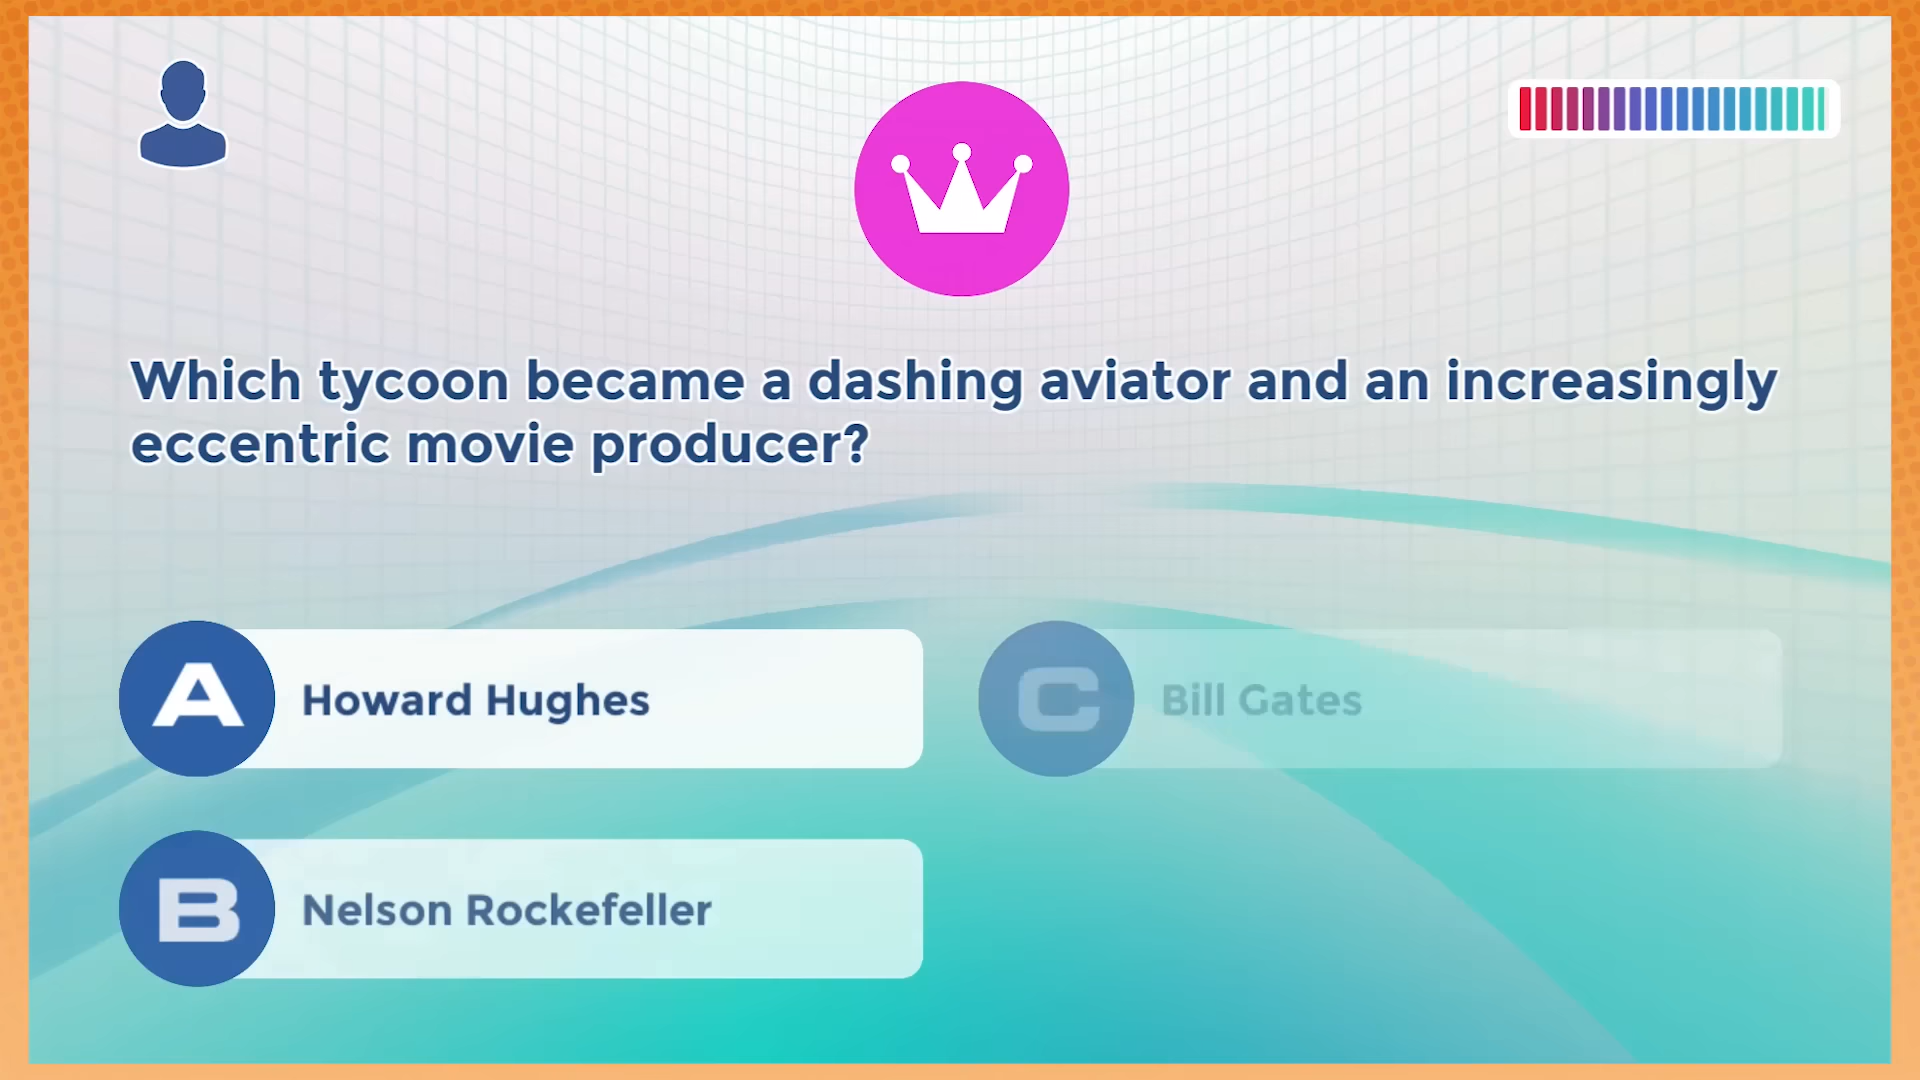 Which tycoon became a dashing aviator and an increasingly
eccentric movie producer?
A Howard Hughes
C Bill Gates
B Nelson Rockefeller